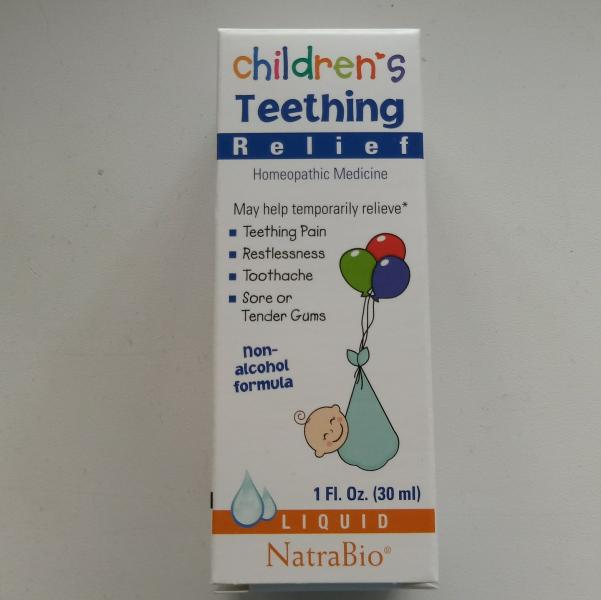 children's
Teething
Relief
Homeopathic Medicine
May help temporarily relieve*
▪ Teething Pain
▪ Restlessness
▪ Toothache
▪ Sore or
Tender Gums
Non-
alcohol
formula
1 Fl. Oz. (30 ml)
LIQUID
NatraBio®